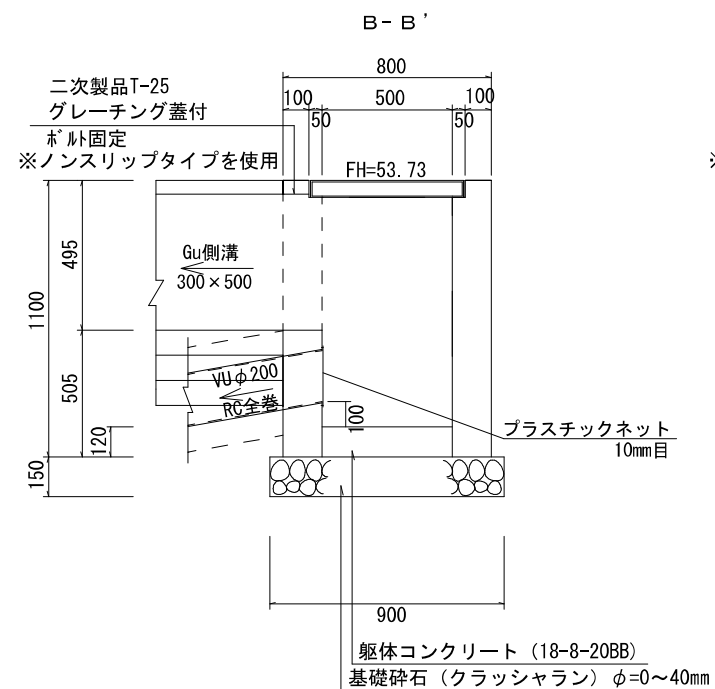 B-B'
800
100 500 100
50 50
二次製品T-25
グレーチング蓋付
ボルト固定
※ノンスリップタイプを使用
※
FH=53.73
495
Gu側溝
300×500
1100
505
VUφ200
RC全巻
100
120
プラスチックネット
10mm目
150
900
躯体コンクリート（18-8-20BB）
基礎砕石（クラッシャラン）φ=0～40mm